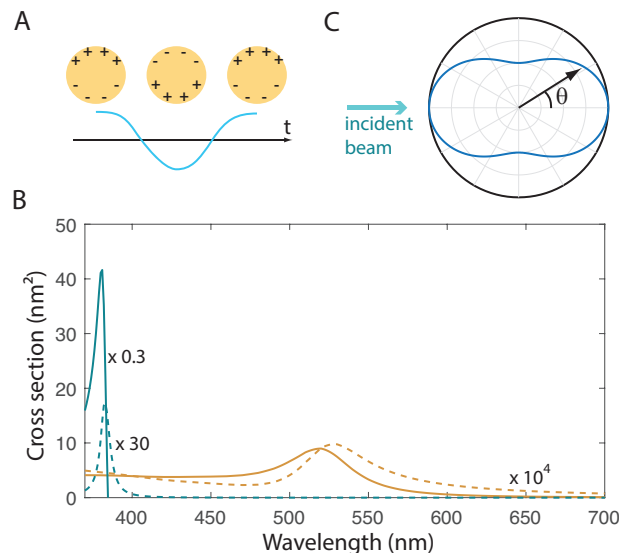 A
C
+ + + +
+ +
- -
- - -
- - -
- -
+ +
+ + + +
+ + + +
+ +
- -
- - -
t
incident
beam
θ
B
Cross section (nm²)
50
40
30
20
10
0
x 0.3
x 30
x 10⁴
400 450 500 550 600 650 700
Wavelength (nm)